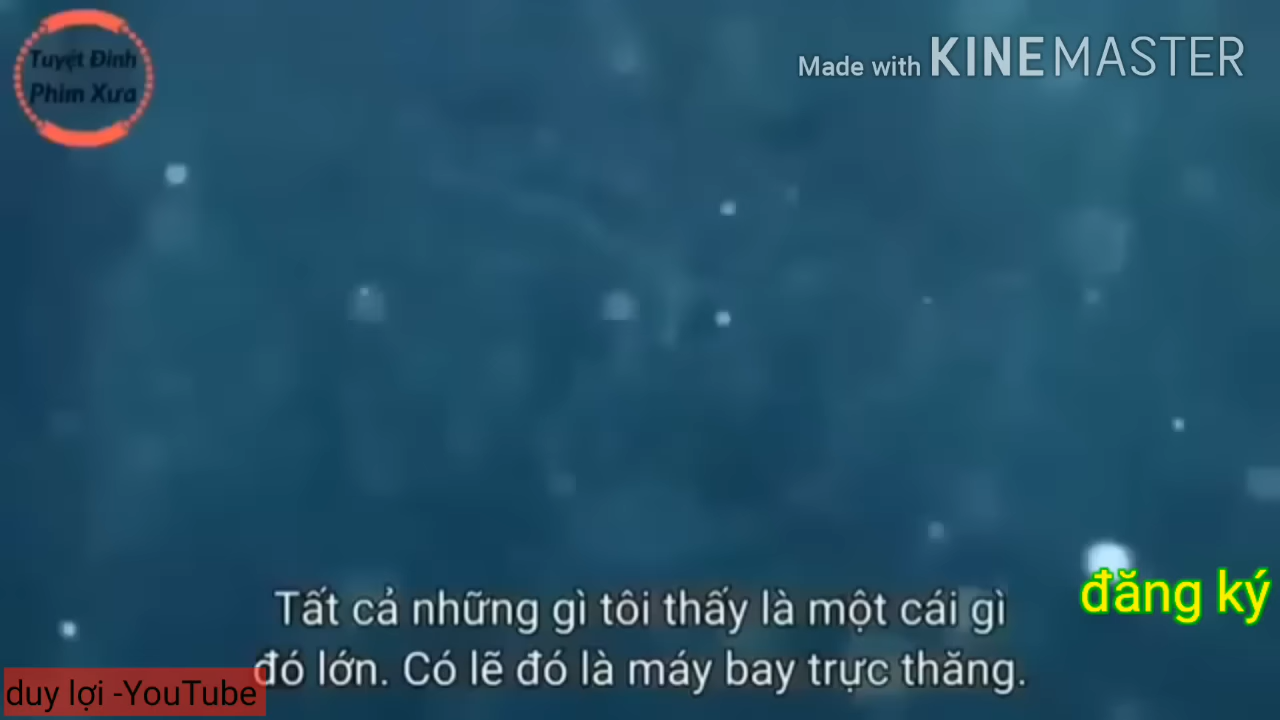 Tuyệt Đỉnh
Phim Xưa
Made with KINEMASTER
Tất cả những gì tôi thấy là một cái gì
đó lớn. Có lẽ đó là máy bay trực thăng.
đăng ký
duy lợi -YouTube